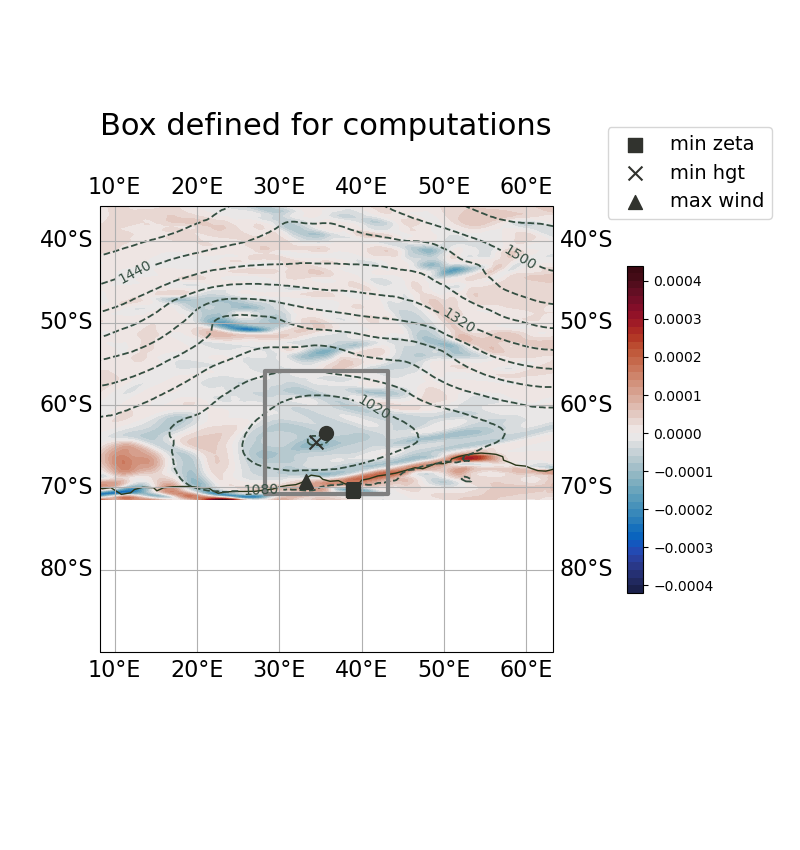 Box defined for computations
min zeta
min hgt
max wind
10°E 20°E 30°E 40°E 50°E 60°E
40°S 40°S
1500
1440
0.0004
0.0003
50°S 1320 50°S
0.0002
0.0001
60°S 1020 60°S
0.0000
−0.0001
70°S 1080 70°S
−0.0002
−0.0003
80°S 80°S
−0.0004
10°E 20°E 30°E 40°E 50°E 60°E